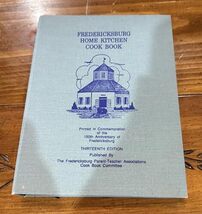 FREDERICKSBURG
HOME KITCHEN
COOK BOOK
Printed in Commemoration
of the
150th Anniversary of
Fredericksburg
THIRTEENTH EDITION
Published By
The Fredericksburg Parent-Teacher Associations
Cook Book Committee